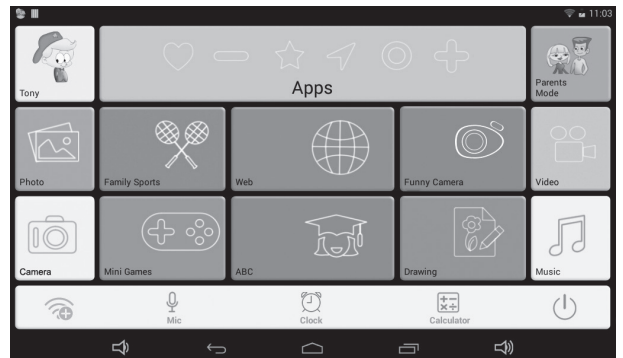 11:03
Tony
Apps
Parents
Mode
Photo
Family Sports
Web
Funny Camera
Video
Camera
Mini Games
ABC
Drawing
Music
Mic
Clock
Calculator